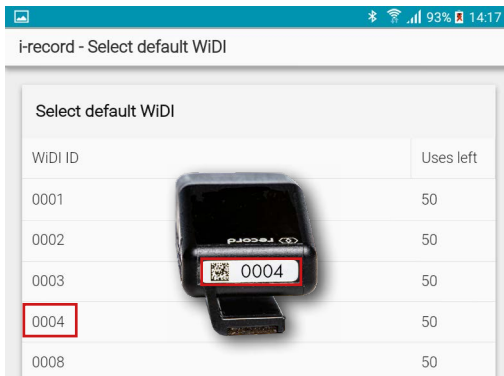 93% 14:17
i-record - Select default WiDI
Select default WiDI
WiDI ID Uses left
0001 50
0002 50
0003 50
0004 50
0008 50
record
0004